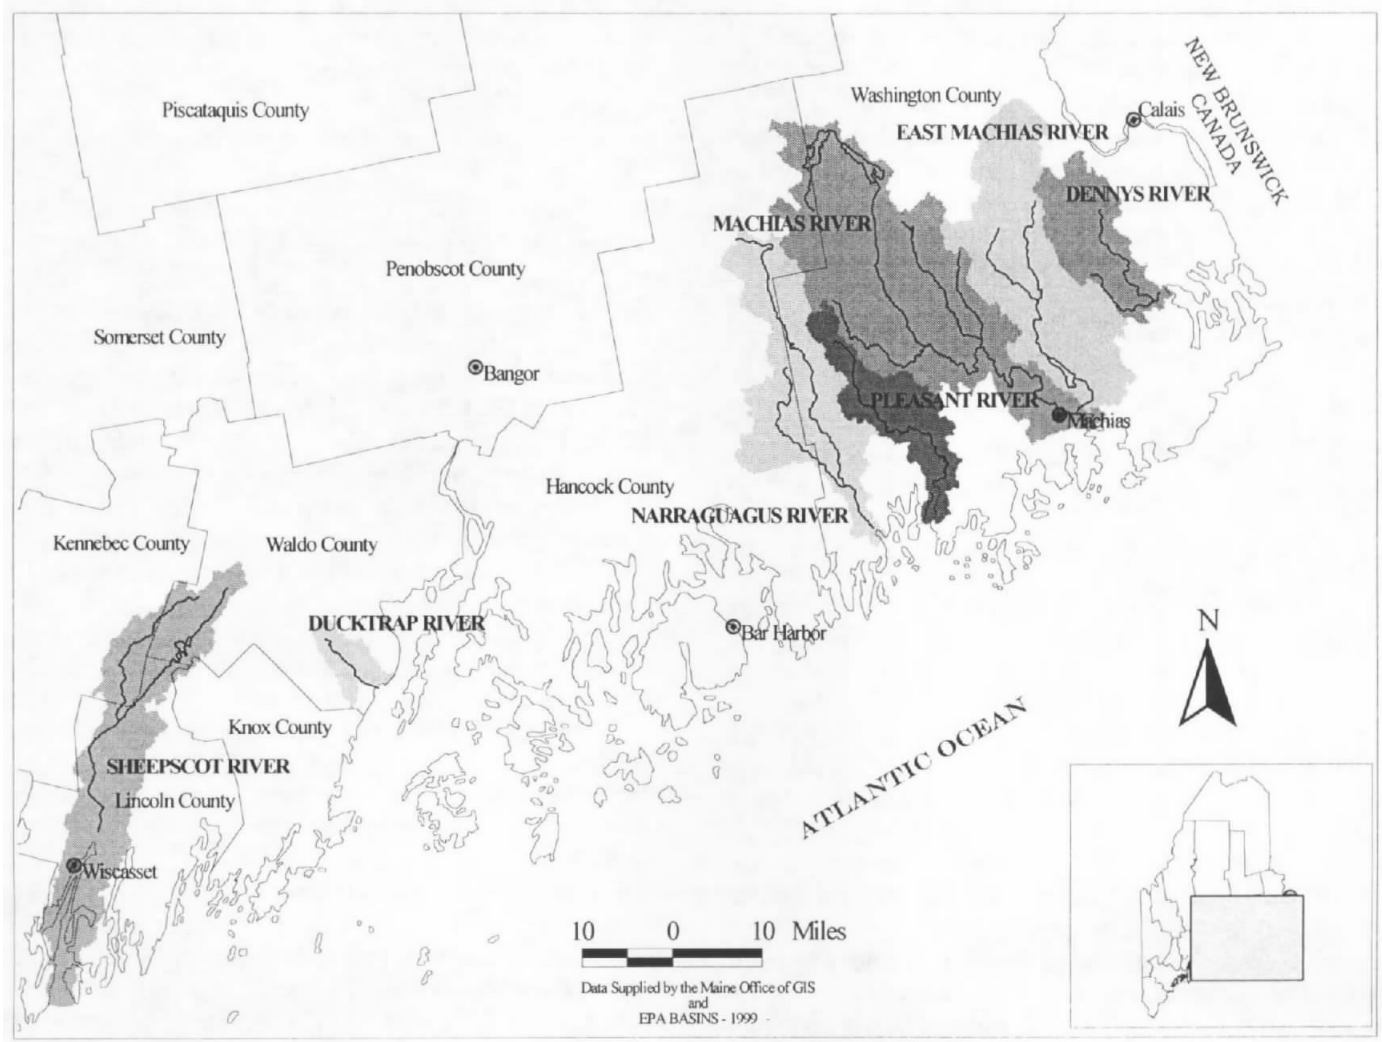 Piscataquis County
Washington County
EAST MACHIAS RIVER
Calais
NEW BRUNSWICK
CANADA
DENNYS RIVER
MACHIAS RIVER
Penobscot County
Somerset County
Bangor
PLEASANT RIVER
Machias
Hancock County
NARRAGUAGUS RIVER
Kennebec County
Waldo County
DUCKTRAP RIVER
Bar Harbor
N
Knox County
ATLANTIC OCEAN
SHEEPSCOT RIVER
Lincoln County
Wiscasset
10 0 10 Miles
Data Supplied by the Maine Office of GIS
and
EPA BASINS - 1999